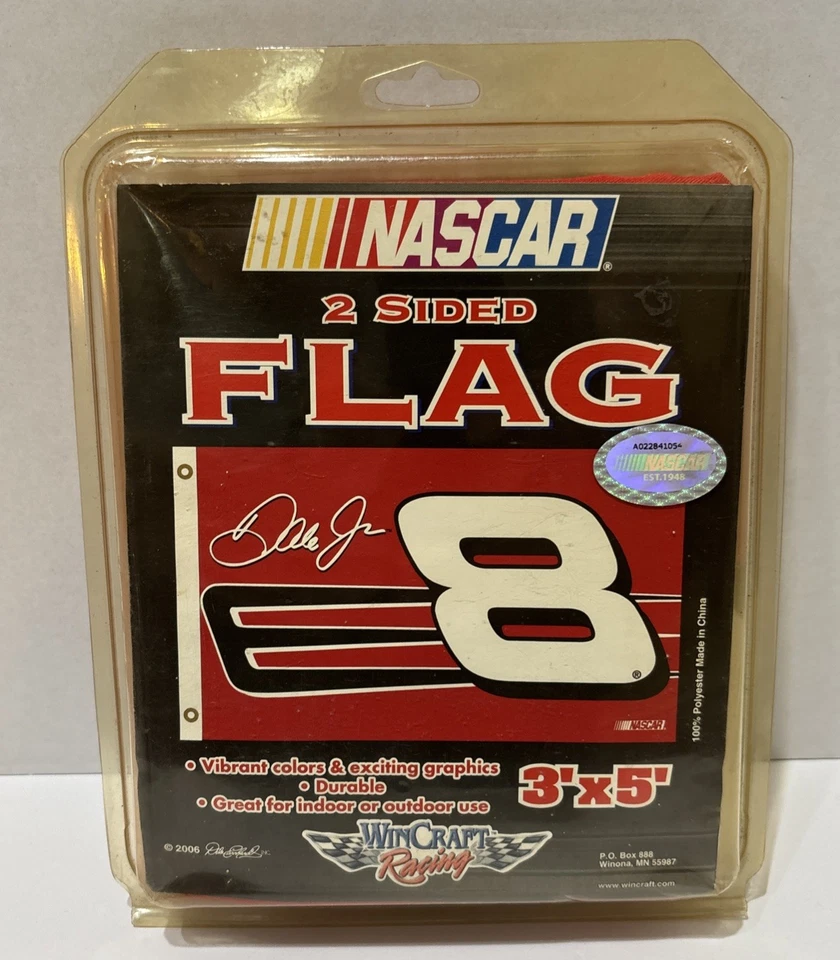 NASCAR®
2 SIDED
FLAG
A022841054
NASCAR
EST.1948
Dale Jr
8®
NASCAR.
100% Polyester Made in China
• Vibrant colors & exciting graphics
• Durable
• Great for indoor or outdoor use
3'x5'
© 2006
WINCRAFT
Racing
P.O. Box 888
Winona, MN 55987
www.wincraft.com